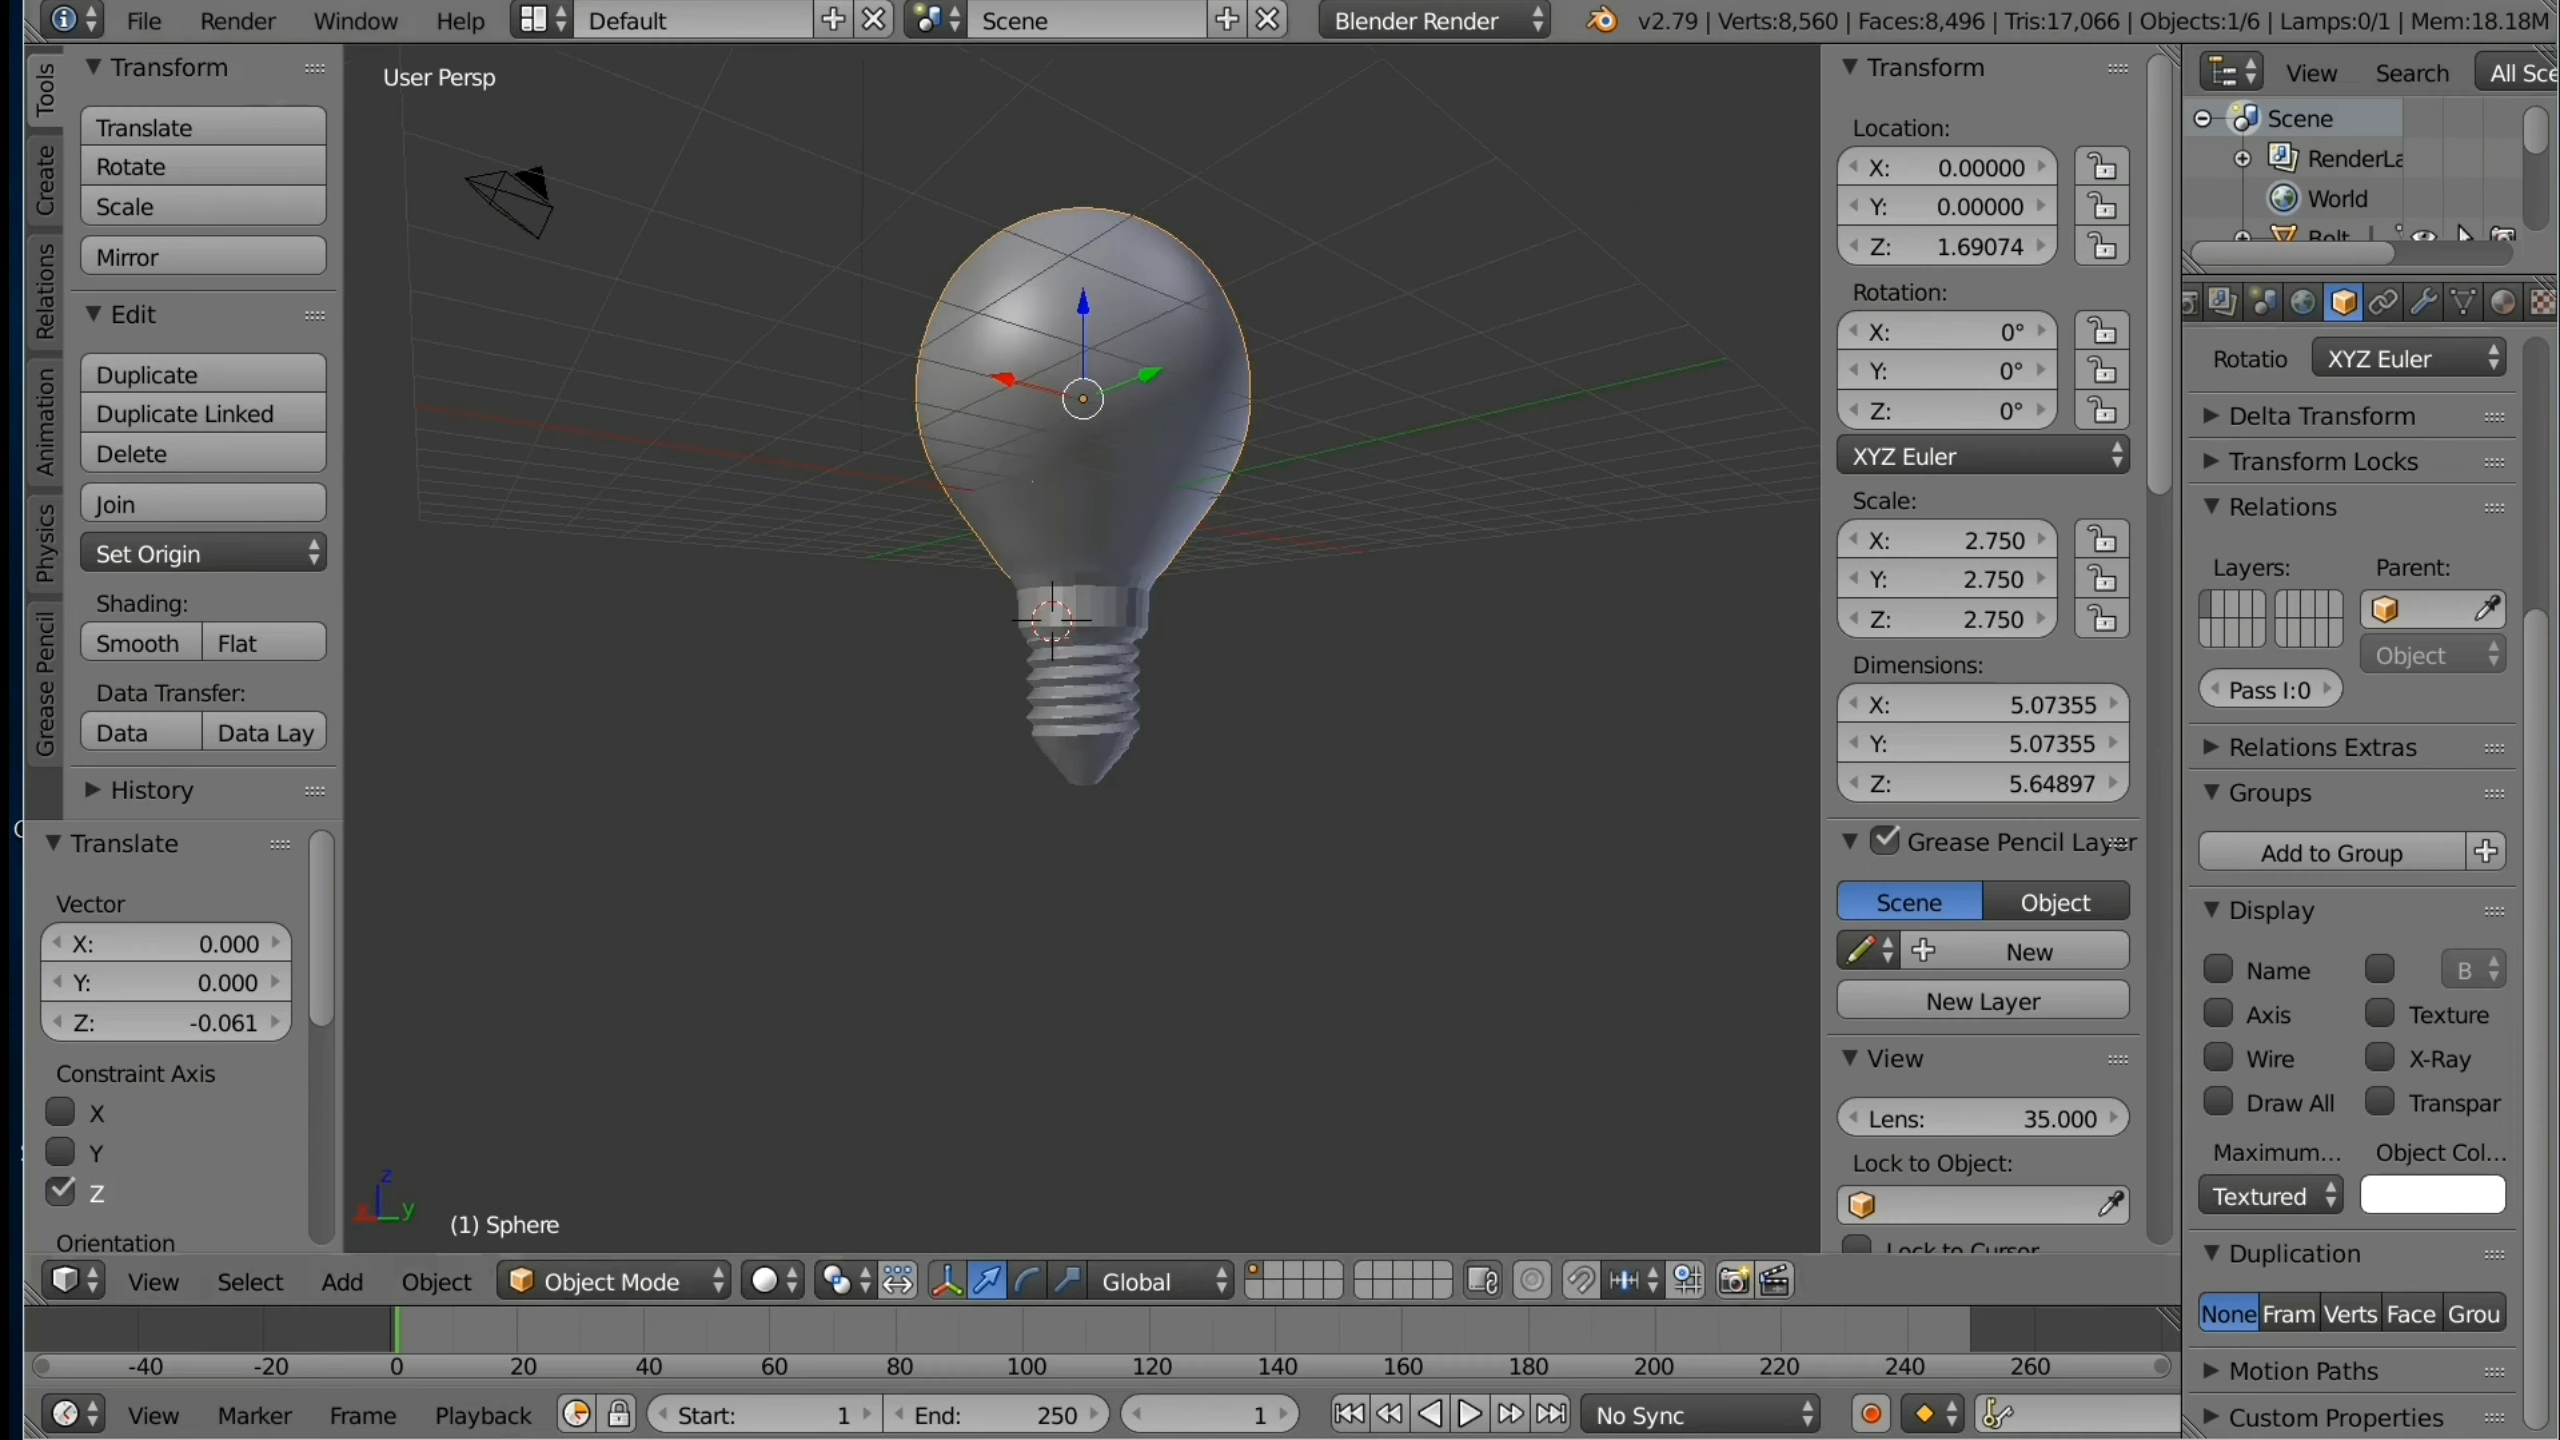 File Render Window Help Default Scene Blender Render v2.79 | Verts:8,560 | Faces:8,496 | Tris:17,066 | Objects:1/6 | Lamps:0/1 | Mem:18.18M
Tools
Create
Relations
Animation
Physics
Grease Pencil
Transform
Translate
Rotate
Scale
Mirror
Edit
Duplicate
Duplicate Linked
Delete
Join
Set Origin
Shading:
Smooth Flat
Data Transfer:
Data Data Lay
History
Translate
Vector
X: 0.000
Y: 0.000
Z: -0.061
Constraint Axis
X
Y
Z
Orientation
User Persp
z
x y
(1) Sphere
Transform
Location:
X: 0.00000
Y: 0.00000
Z: 1.69074
Rotation:
X: 0°
Y: 0°
Z: 0°
XYZ Euler
Scale:
X: 2.750
Y: 2.750
Z: 2.750
Dimensions:
X: 5.07355
Y: 5.07355
Z: 5.64897
Grease Pencil Layer
Scene Object
New
New Layer
View
Lens: 35.000
Lock to Object:
Lock to Cursor
View Search All Sce
Scene
RenderLa
World
Bolt
Rotatio XYZ Euler
Delta Transform
Transform Locks
Relations
Layers: Parent:
Object
Pass I:0
Relations Extras
Groups
Add to Group
Display
Name B
Axis Texture
Wire X-Ray
Draw All Transpar
Maximum... Object Col...
Textured
Duplication
None Fram Verts Face Grou
Motion Paths
Custom Properties
View Select Add Object Object Mode Global
-40 -20 0 20 40 60 80 100 120 140 160 180 200 220 240 260
View Marker Frame Playback Start: 1 End: 250 1 No Sync